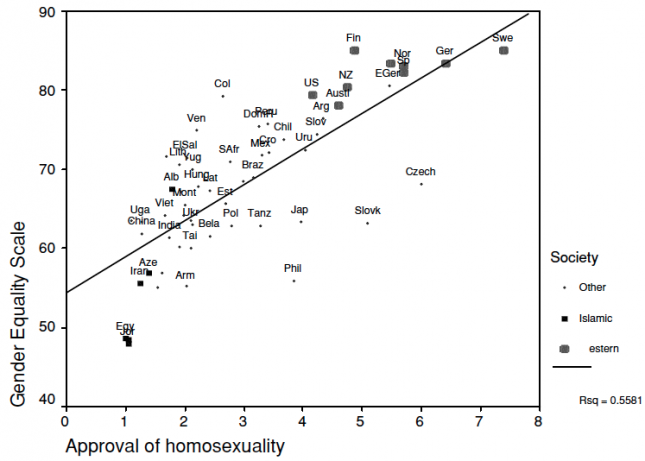 90
80
70
60
50
40
Gender Equality Scale
Fin
Swe
Nor
Sp
Ger
EGer
US
NZ
Austl
Col
Arg
Peru
Slov
Ven
Chil
Cro
Uru
ElSal
Lith
Yug
SAfr
Mex
Braz
Alb
Hung
Lat
Czech
Mont
Est
Viet
Uga
China
Ukr
India
Bela
Pol
Tanz
Jap
Slovk
Tai
Aze
Iran
Arm
Phil
Egy
Jor
0 1 2 3 4 5 6 7 8
Approval of homosexuality
Society
Other
Islamic
estern
Rsq = 0.5581